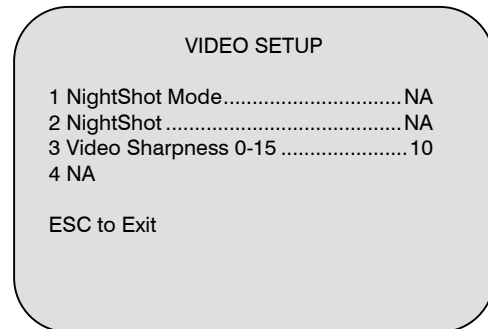 VIDEO SETUP
1 NightShot Mode..............................NA
2 NightShot .......................................NA
3 Video Sharpness 0-15 .....................10
4 NA
ESC to Exit